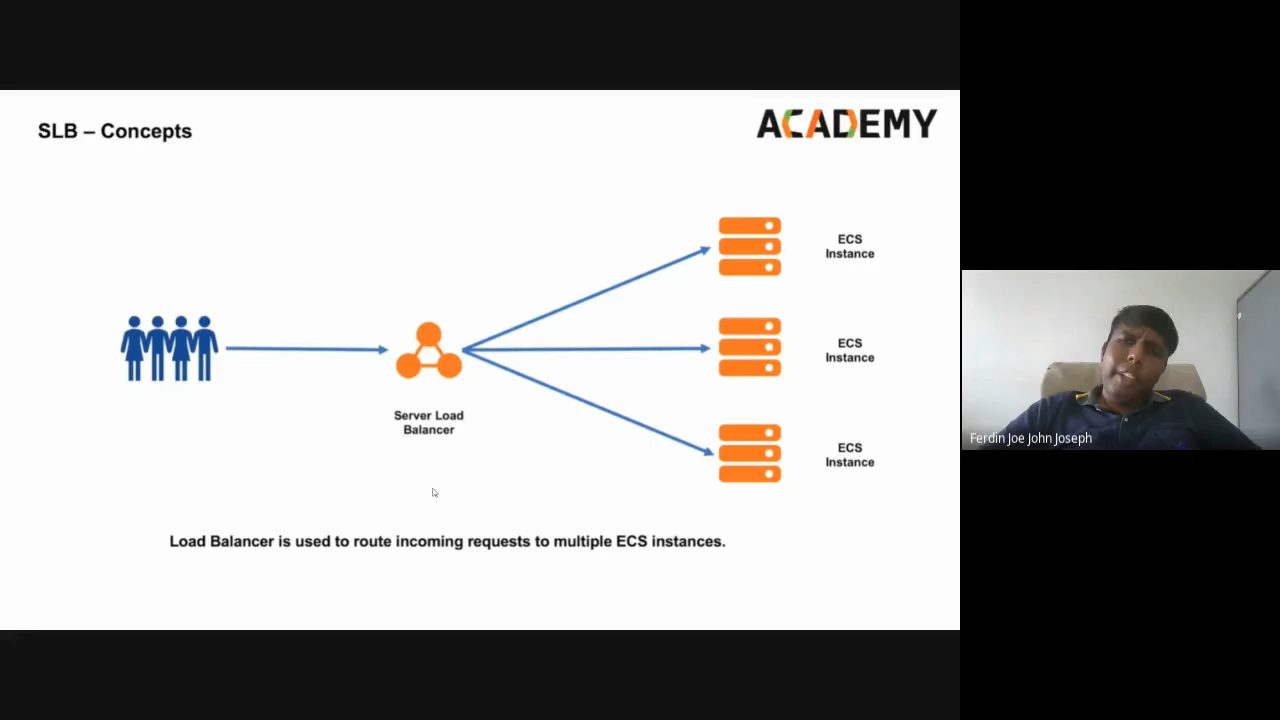 SLB – Concepts
ACADEMY
ECS
Instance
ECS
Instance
Server Load
Balancer
ECS
Instance
Load Balancer is used to route incoming requests to multiple ECS instances.
Ferdin Joe John Joseph